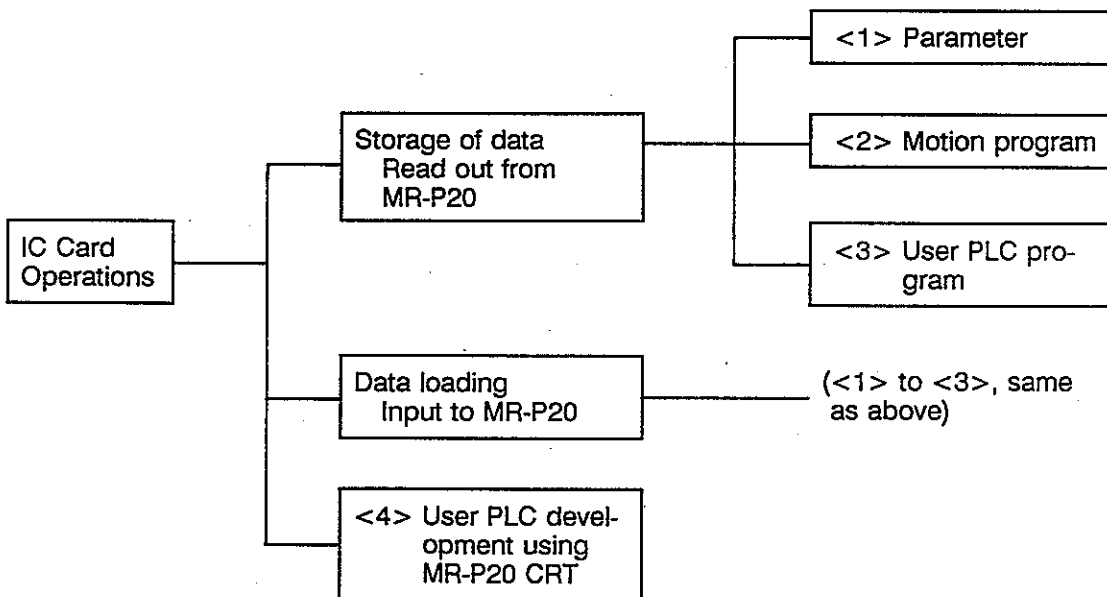 IC Card
Operations
Storage of data
Read out from
MR-P20
<1> Parameter
<2> Motion program
<3> User PLC pro-
gram
Data loading
Input to MR-P20
(<1> to <3>, same
as above)
<4> User PLC devel-
opment using
MR-P20 CRT